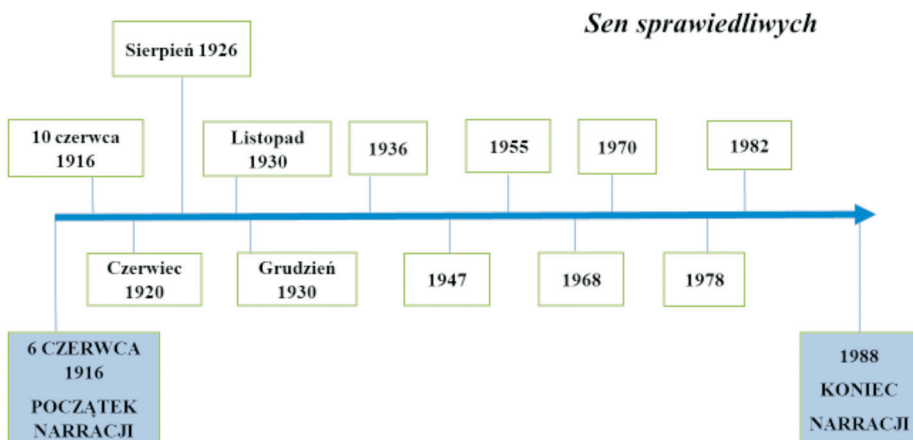 Sen sprawiedliwych
Sierpień 1926
10 czerwca
1916
Listopad
1930
1936
1955
1970
1982
Czerwiec
1920
Grudzień
1930
1947
1968
1978
6 CZERWCA
1916
POCZĄTEK
NARRACJI
1988
KONIEC
NARRACJI